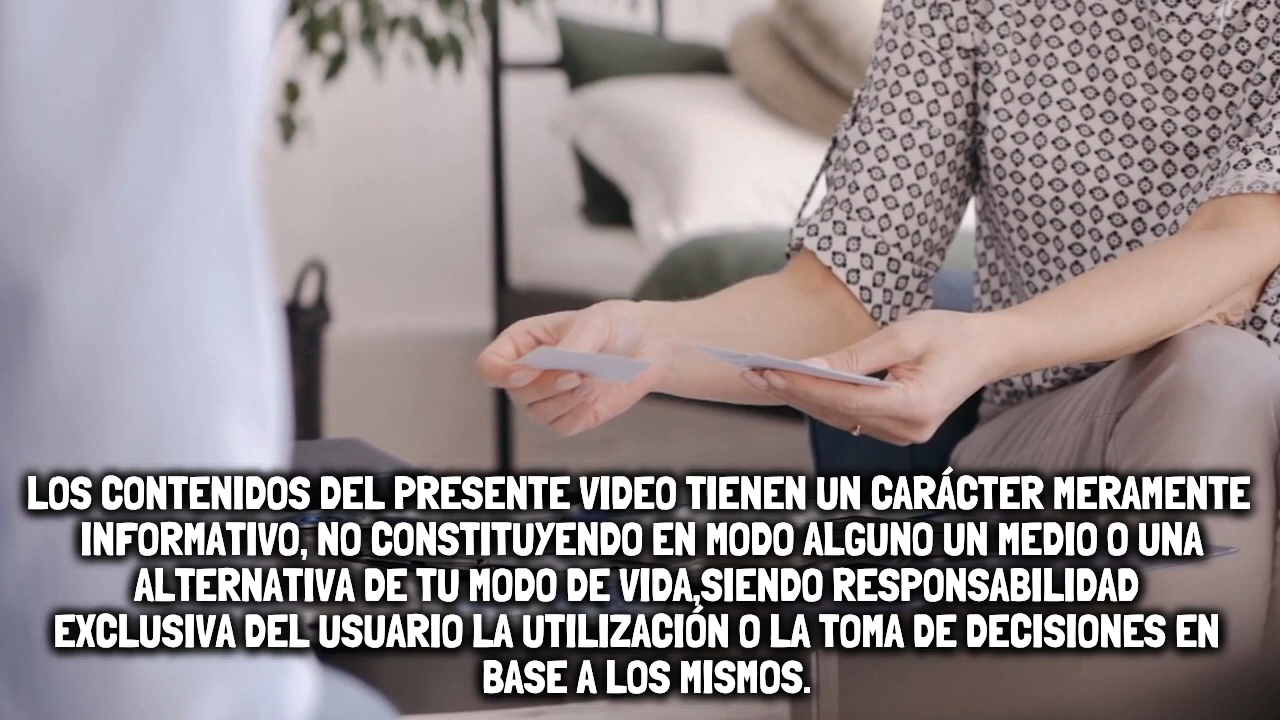 LOS CONTENIDOS DEL PRESENTE VIDEO TIENEN UN CARÁCTER MERAMENTE
INFORMATIVO, NO CONSTITUYENDO EN MODO ALGUNO UN MEDIO O UNA
ALTERNATIVA DE TU MODO DE VIDA,SIENDO RESPONSABILIDAD
EXCLUSIVA DEL USUARIO LA UTILIZACIÓN O LA TOMA DE DECISIONES EN
BASE A LOS MISMOS.